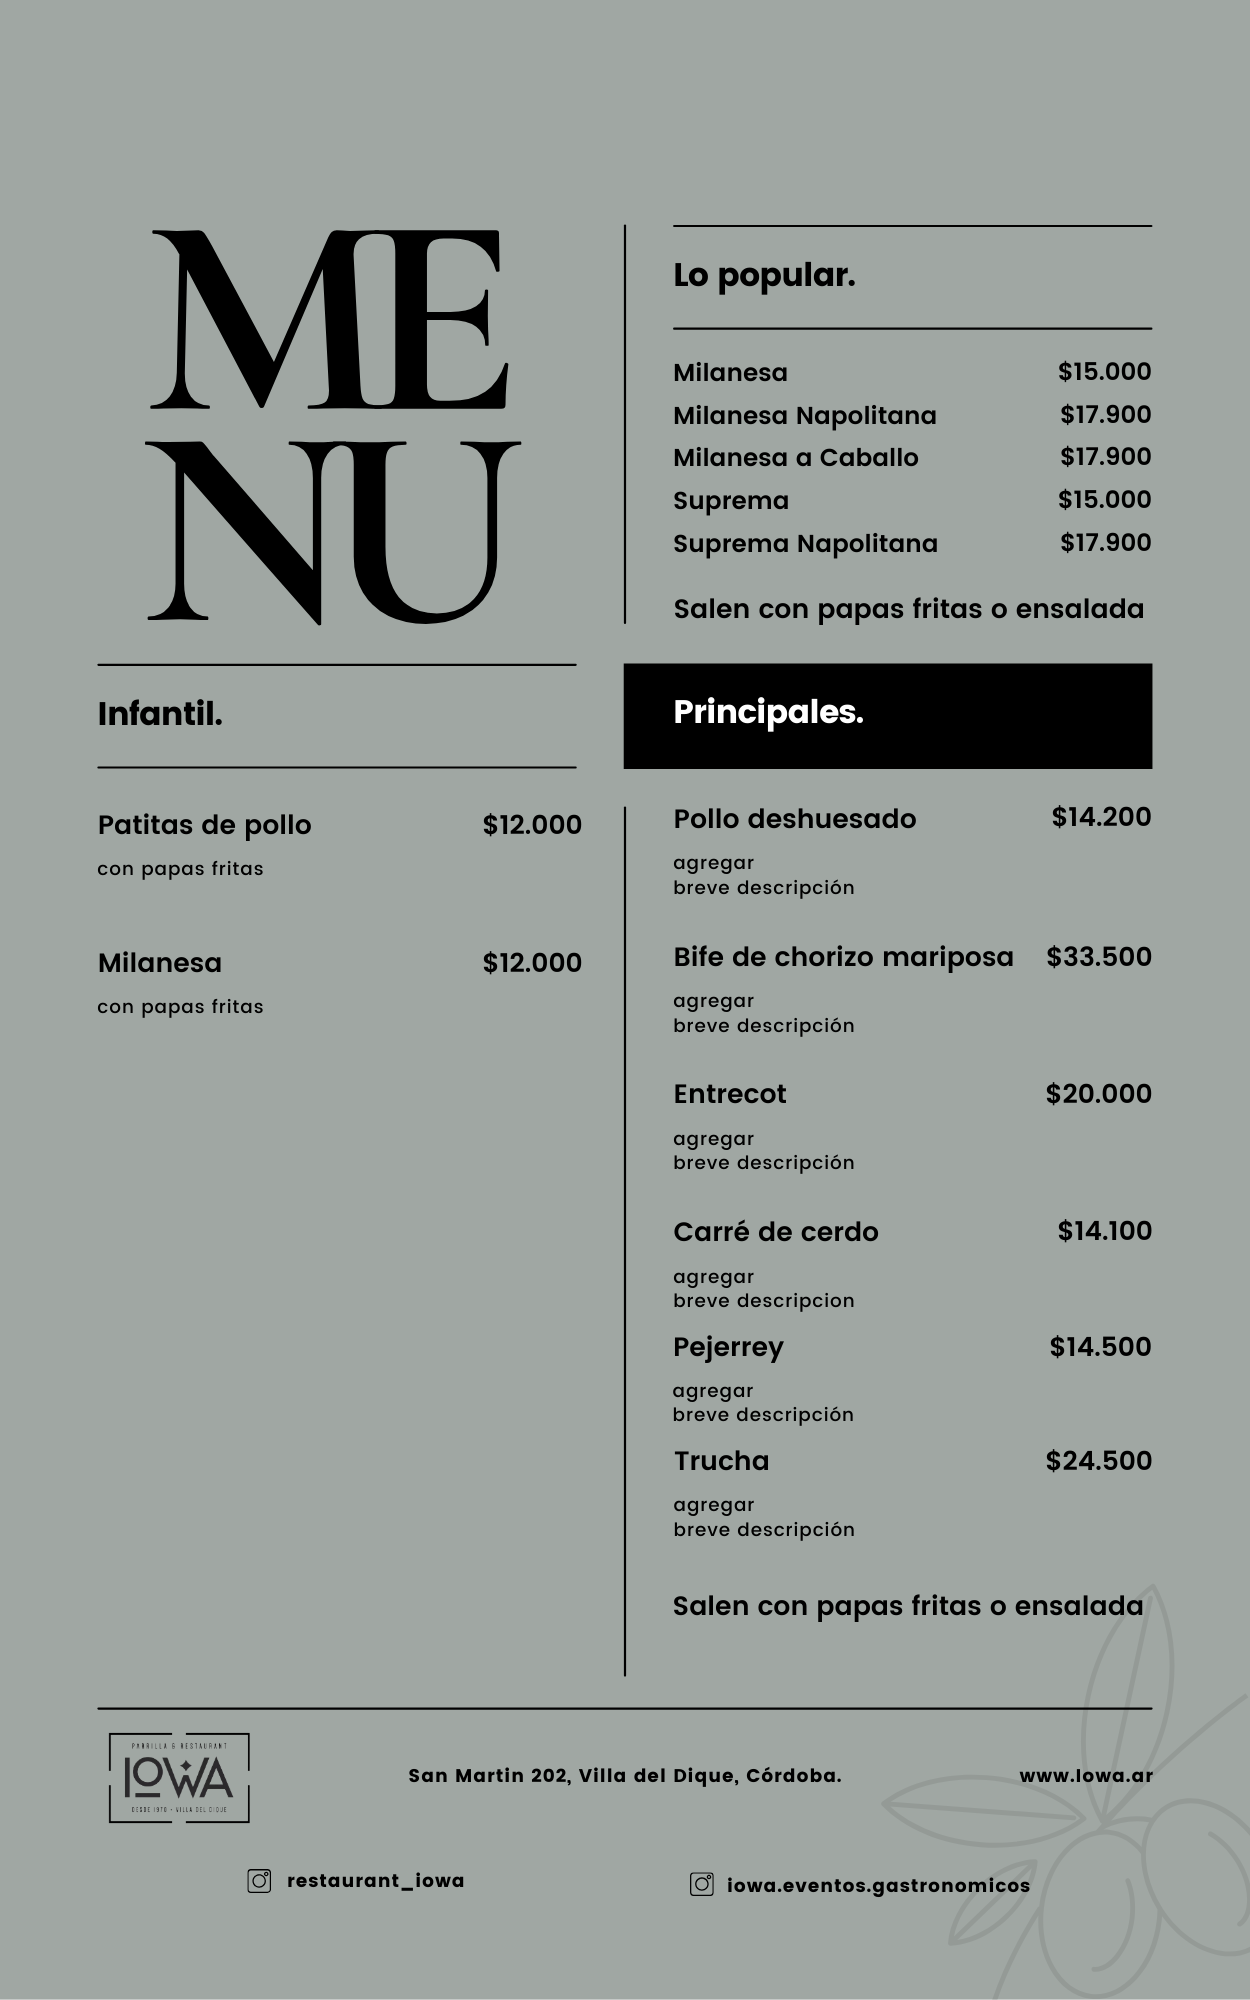 ME
NU
Lo popular.
Milanesa $15.000
Milanesa Napolitana $17.900
Milanesa a Caballo $17.900
Suprema $15.000
Suprema Napolitana $17.900
Salen con papas fritas o ensalada
Infantil.
Patitas de pollo $12.000
con papas fritas
Milanesa $12.000
con papas fritas
Principales.
Pollo deshuesado $14.200
agregar
breve descripción
Bife de chorizo mariposa $33.500
agregar
breve descripción
Entrecot $20.000
agregar
breve descripción
Carré de cerdo $14.100
agregar
breve descripcion
Pejerrey $14.500
agregar
breve descripción
Trucha $24.500
agregar
breve descripción
Salen con papas fritas o ensalada
PARRILLA & RESTAURANT
IOWA
DESDE 1970 • VILLA DEL DIQUE
San Martin 202, Villa del Dique, Córdoba.
www.Iowa.ar
restaurant_iowa
iowa.eventos.gastronomicos